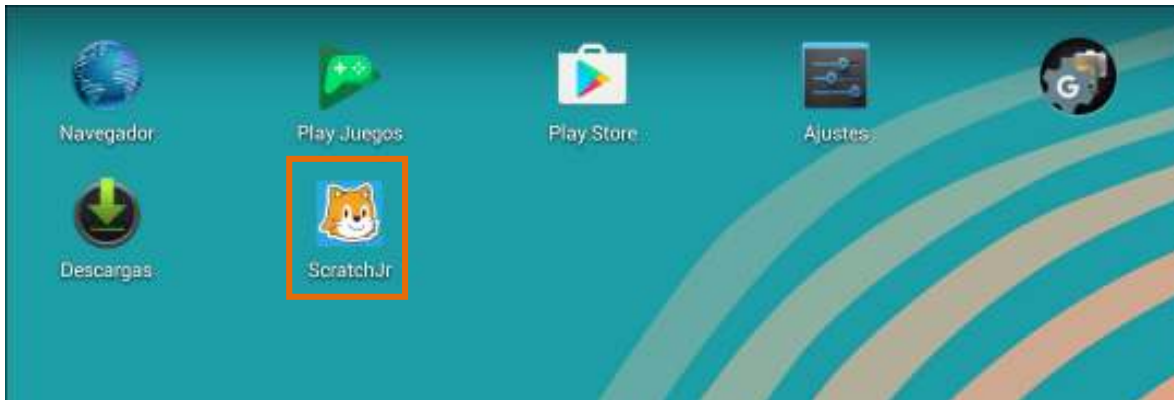 Navegador
Play Juegos
Play Store
Ajustes
G
Descargas
ScratchJr